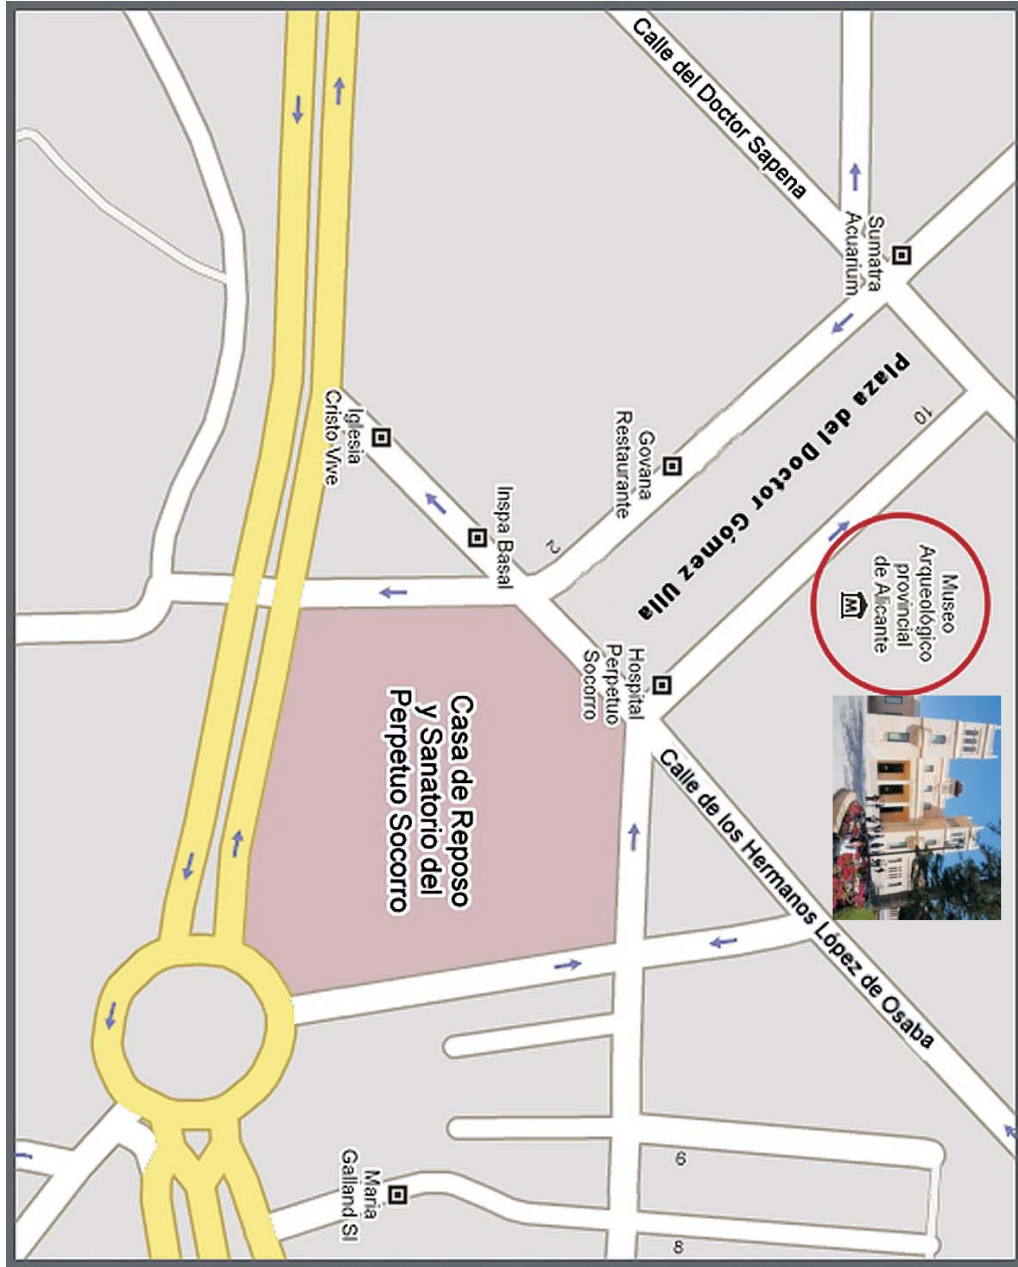 Museo
Arqueológico
provincial
de Alicante
Sumatra
Acuarium
10
Plaza del Doctor Gómez Ulla
Calle del Doctor Sapena
Govana
Restaurante
2
Hospital
Perpetuo
Socorro
Calle de los Hermanos López de Osaba
Inspa Basal
Iglesia
Cristo Vive
Casa de Reposo
y Sanatorio del
Perpetuo Socorro
6
8
Maria
Galland Sl